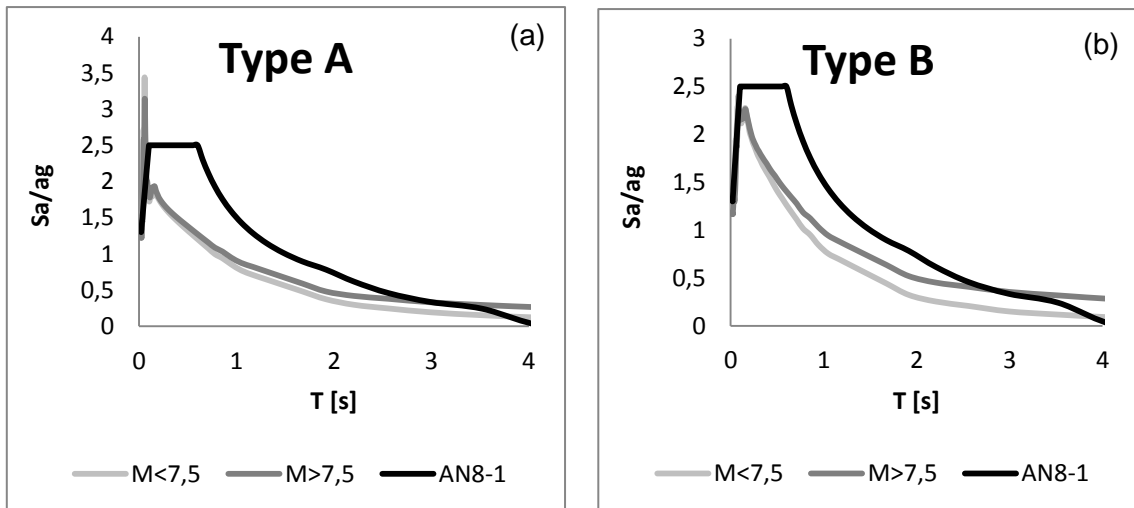 (a)
Type A
Sa/ag
4
3,5
3
2,5
2
1,5
1
0,5
0
0 1 2 3 4
T [s]
M<7,5 M>7,5 AN8-1
(b)
Type B
Sa/ag
3
2,5
2
1,5
1
0,5
0
0 1 2 3 4
T [s]
M<7,5 M>7,5 AN8-1